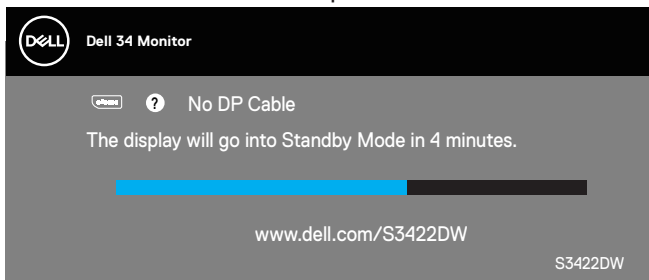 DELL
Dell 34 Monitor
? No DP Cable
The display will go into Standby Mode in 4 minutes.
www.dell.com/S3422DW
S3422DW